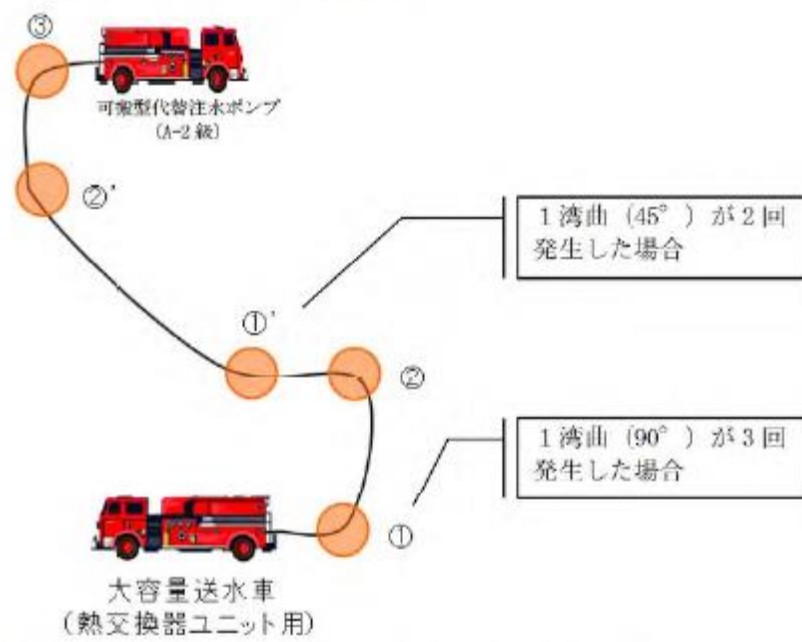 ③
可搬型代替注水ポンプ
(A-2 級)
②'
1 湾曲 (45° ) が 2 回
発生した場合
①'
②
1 湾曲 (90° ) が 3 回
発生した場合
①
大容量送水車
(熱交換器ユニット用)